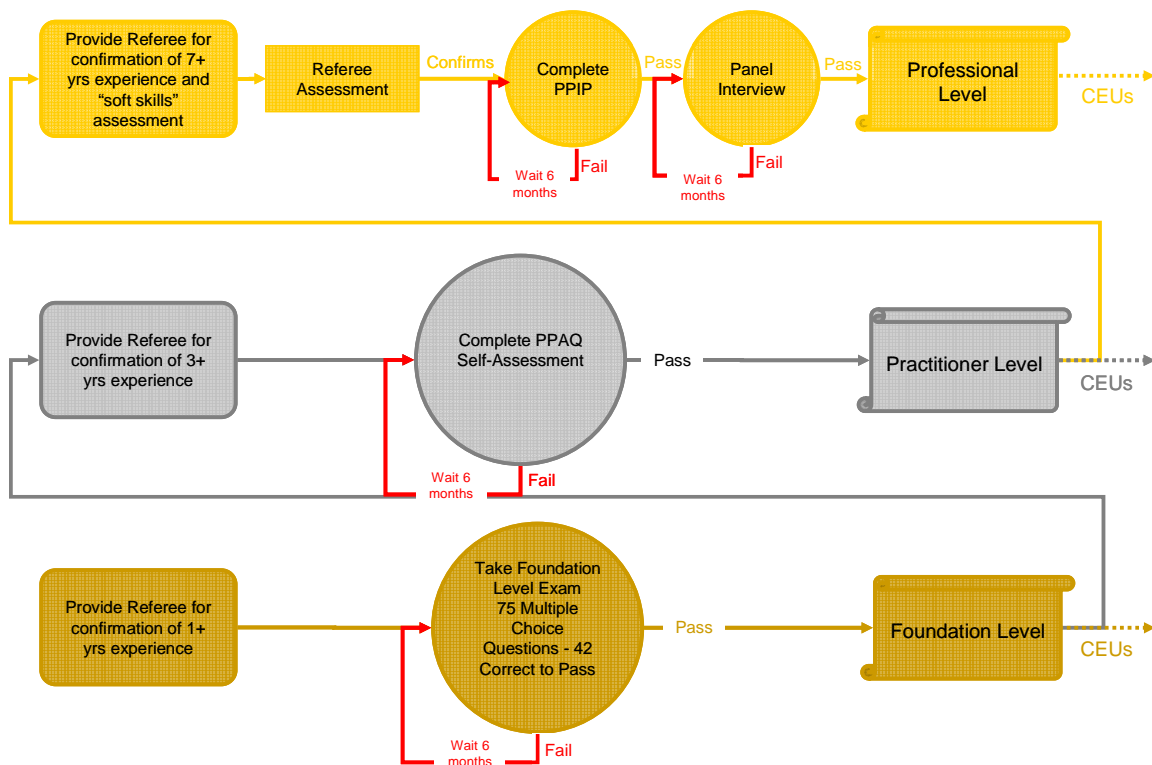 Provide Referee for
confirmation of 7+
yrs experience and
“soft skills”
assessment
Referee
Assessment
Confirms
Complete
PPIP
Pass
Panel
Interview
Pass
Professional
Level
CEUs
Fail
Wait 6
months
Fail
Wait 6
months
Provide Referee for
confirmation of 3+
yrs experience
Complete PPAQ
Self-Assessment
Pass
Practitioner Level
CEUs
Fail
Wait 6
months
Provide Referee for
confirmation of 1+
yrs experience
Take Foundation
Level Exam
75 Multiple
Choice
Questions - 42
Correct to Pass
Pass
Foundation Level
CEUs
Fail
Wait 6
months